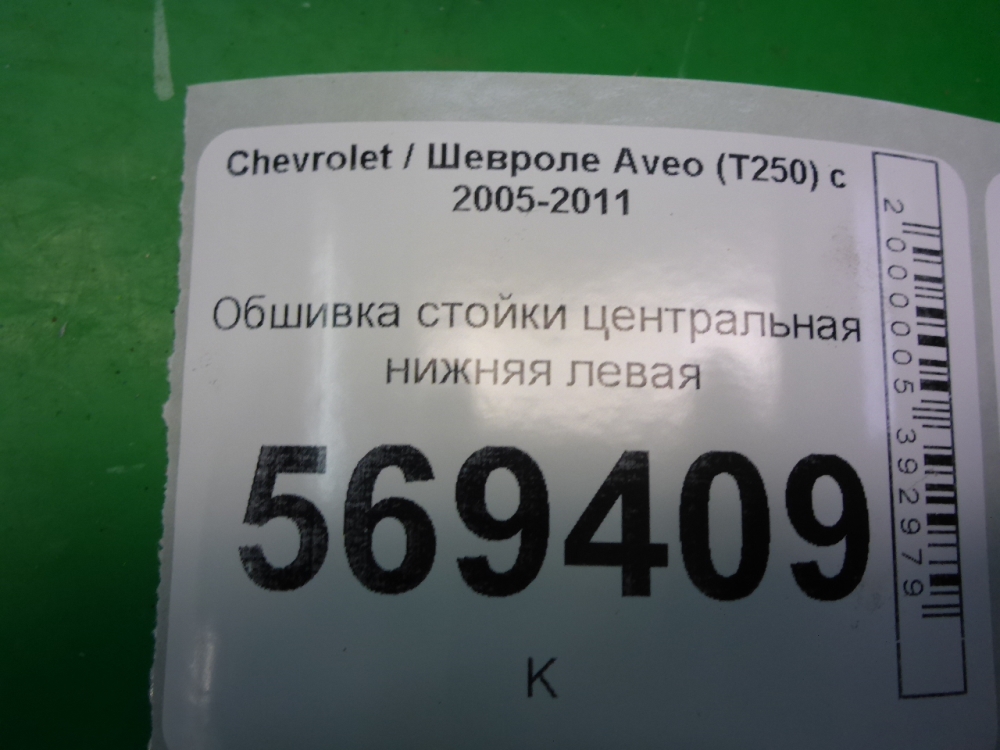 Chevrolet / Шевроле Aveo (T250) с
2005-2011
Обшивка стойки центральная
нижняя левая
569409
К
2000005392979